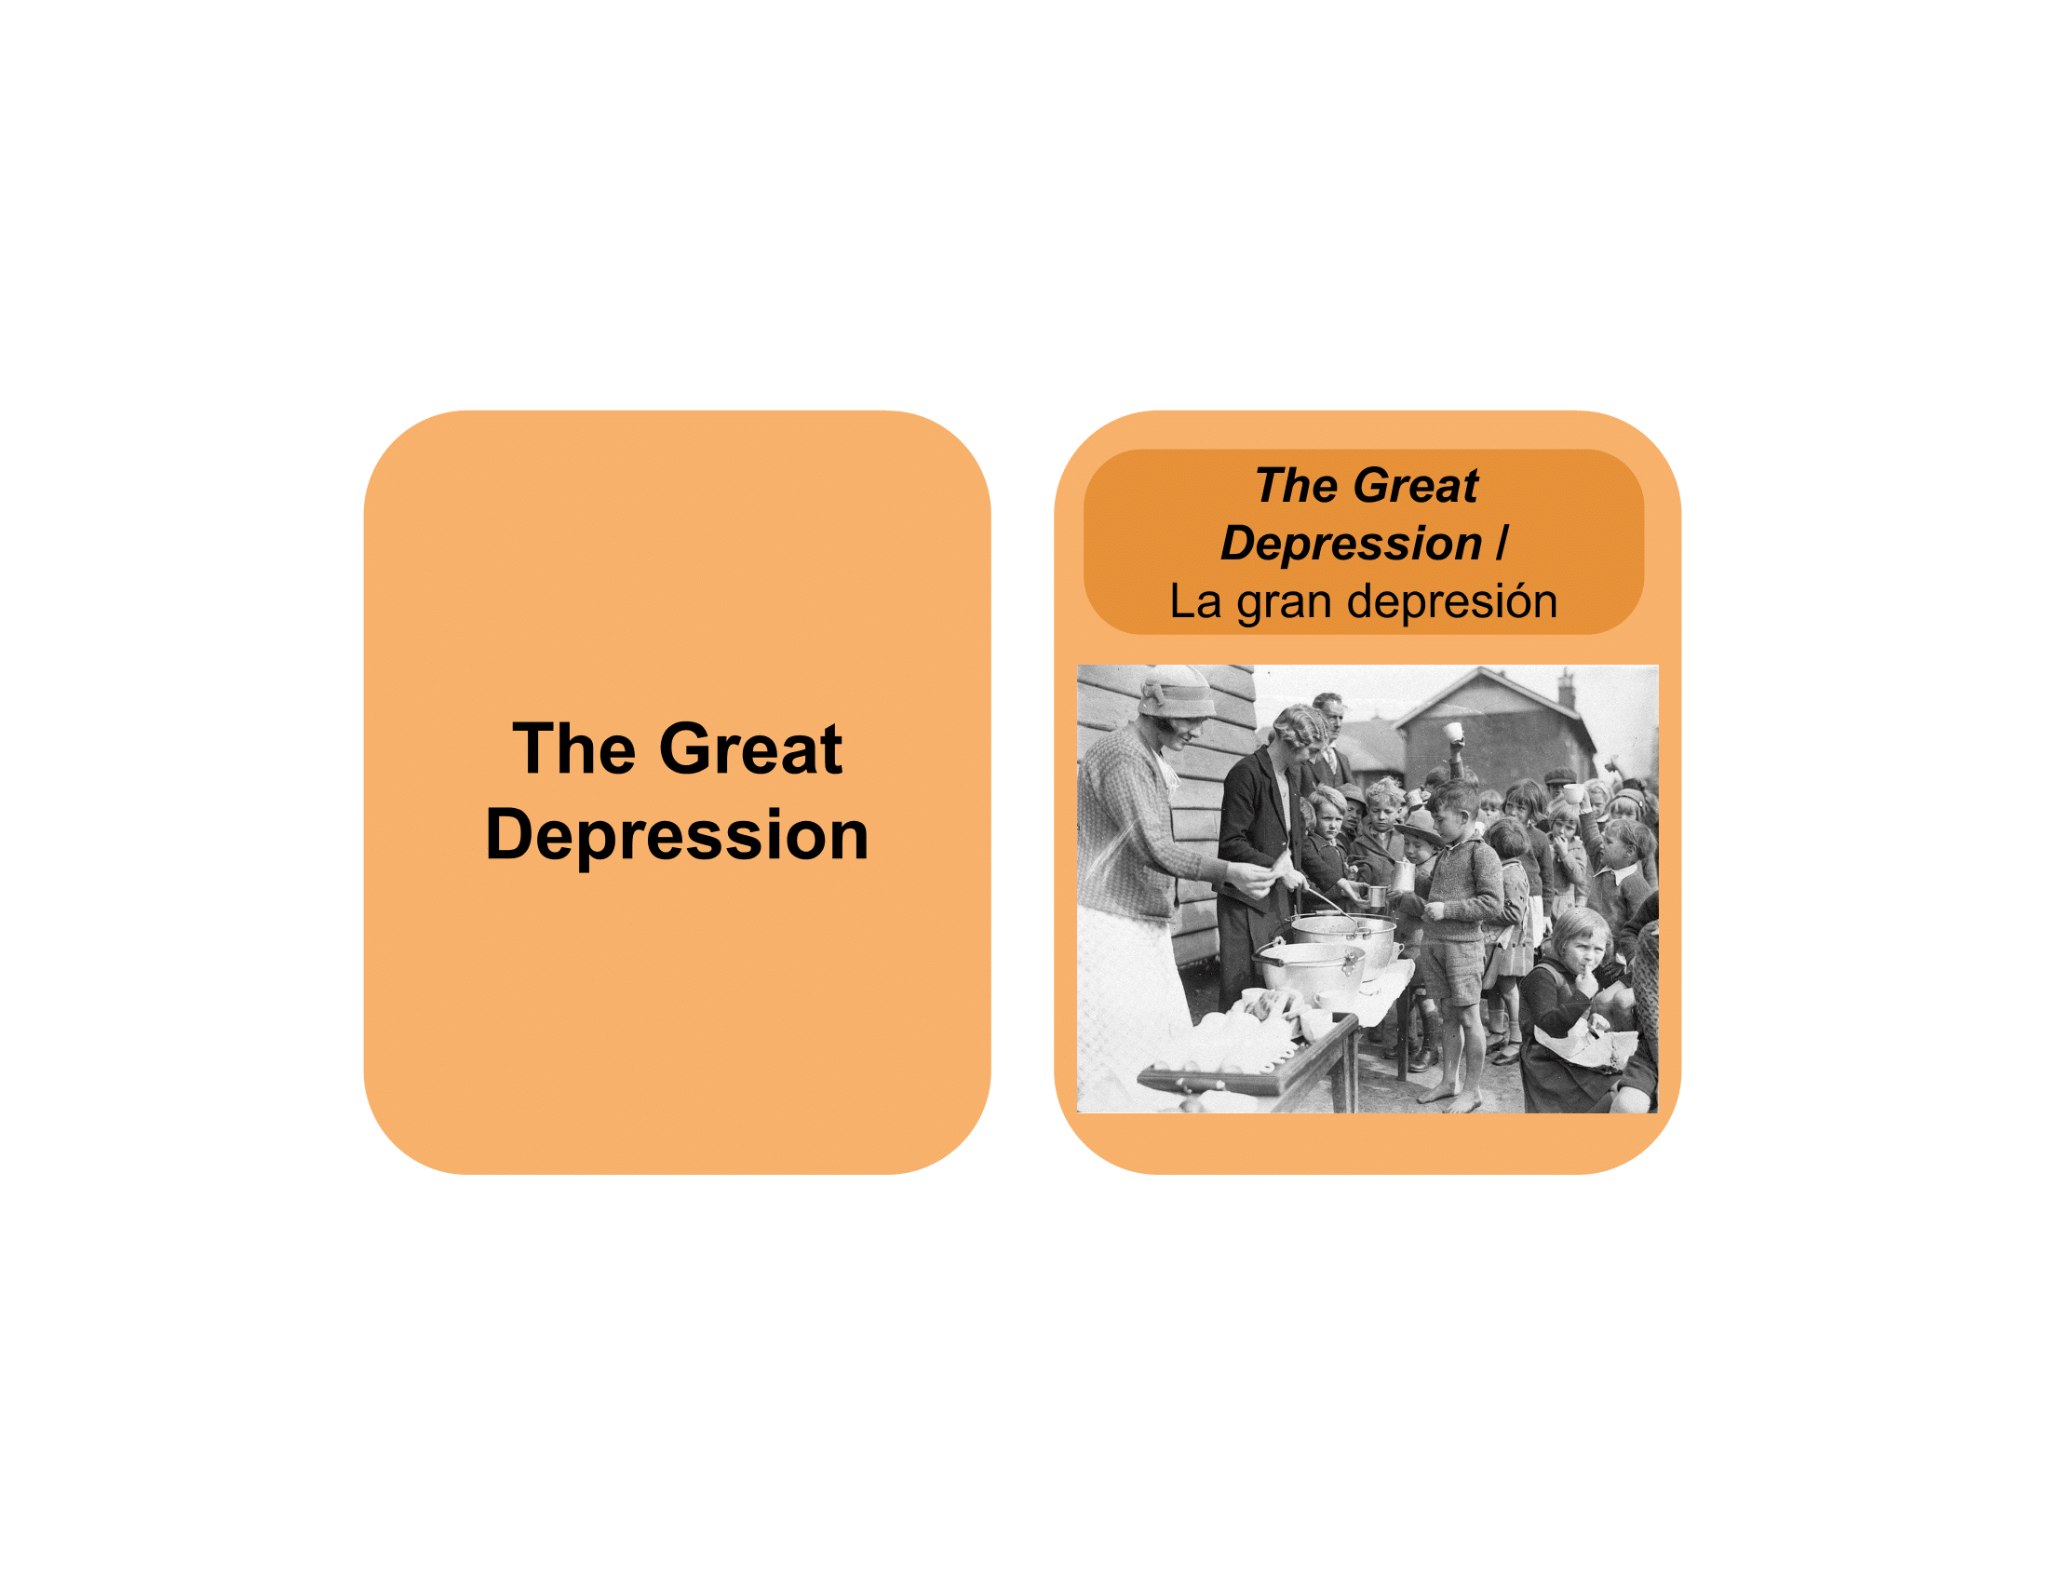 The Great
Depression
The Great
Depression /
La gran depresión